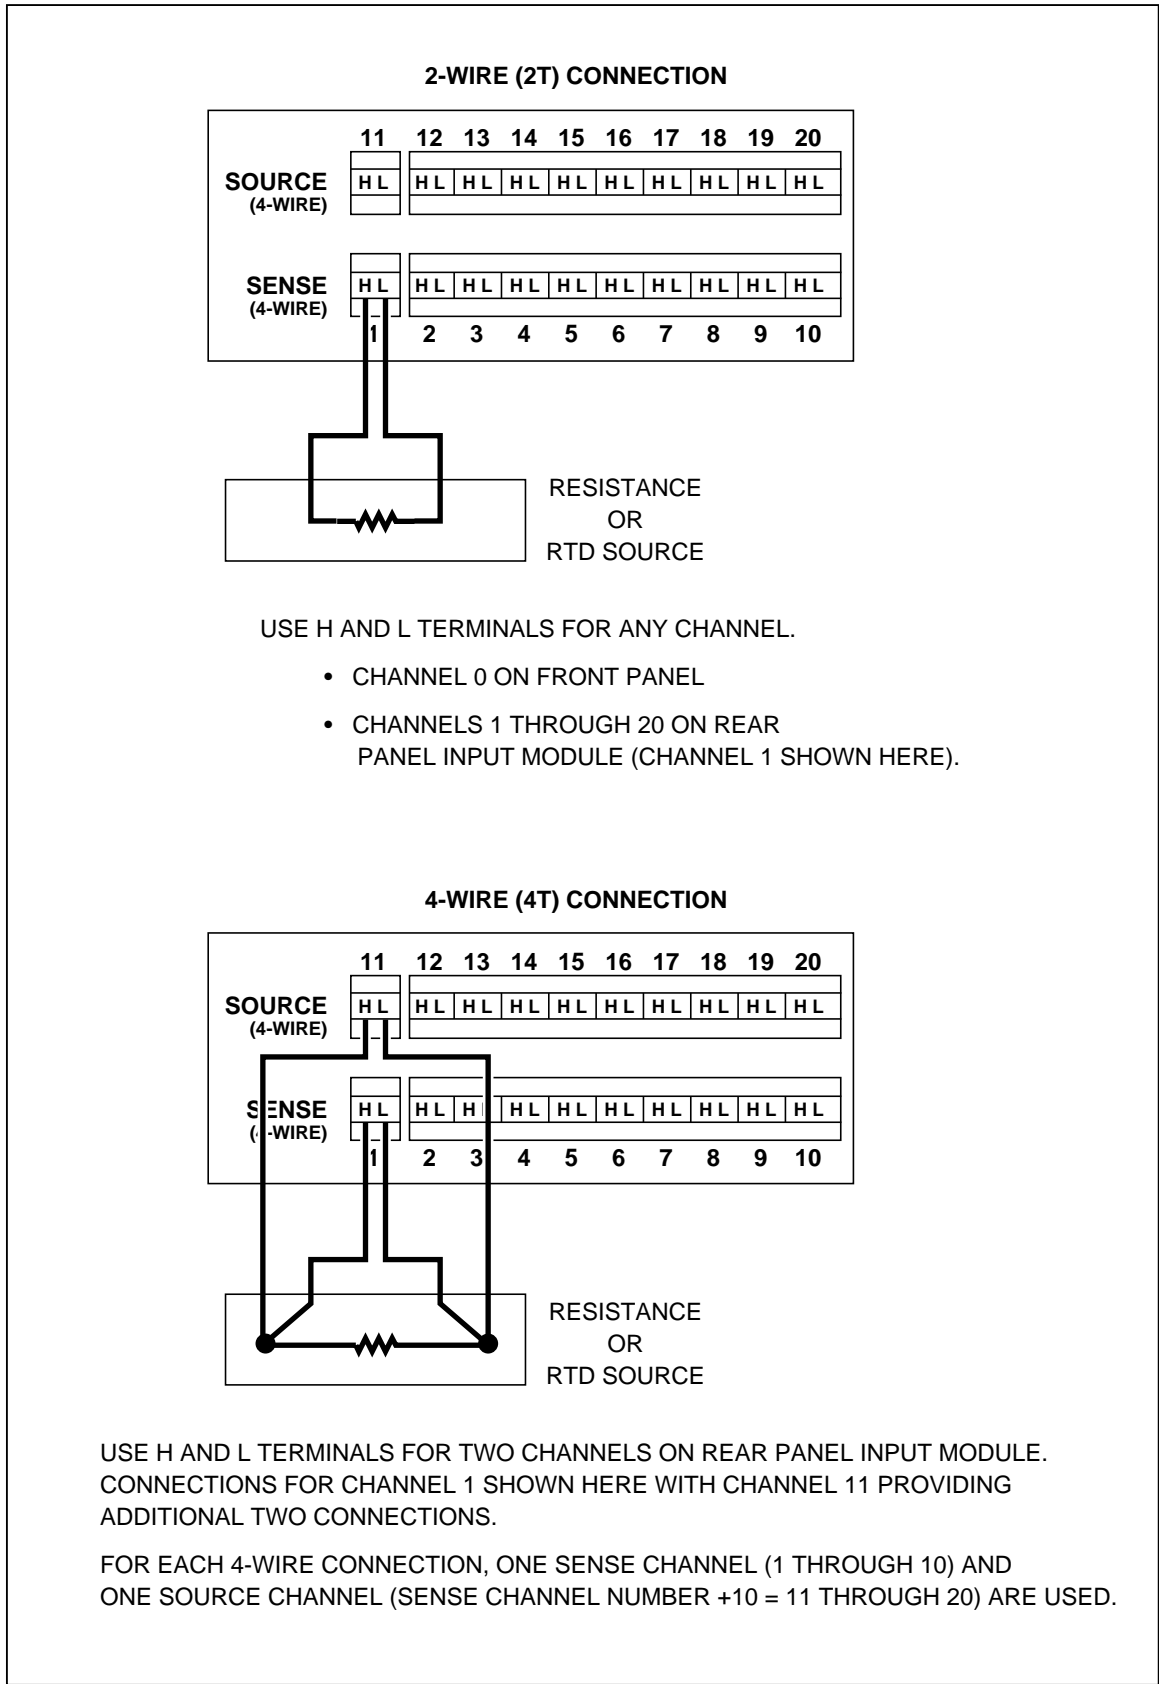 2-WIRE (2T) CONNECTION
11 12 13 14 15 16 17 18 19 20
SOURCE H L H L H L H L H L H L H L H L H L H L
(4-WIRE)
SENSE H L H L H L H L H L H L H L H L H L H L
(4-WIRE)
1 2 3 4 5 6 7 8 9 10
RESISTANCE
OR
RTD SOURCE
USE H AND L TERMINALS FOR ANY CHANNEL.
• CHANNEL 0 ON FRONT PANEL
• CHANNELS 1 THROUGH 20 ON REAR
PANEL INPUT MODULE (CHANNEL 1 SHOWN HERE).
4-WIRE (4T) CONNECTION
11 12 13 14 15 16 17 18 19 20
SOURCE H L H L H L H L H L H L H L H L H L H L
(4-WIRE)
SENSE H L H L H L H L H L H L H L H L H L H L
(4-WIRE)
1 2 3 4 5 6 7 8 9 10
RESISTANCE
OR
RTD SOURCE
USE H AND L TERMINALS FOR TWO CHANNELS ON REAR PANEL INPUT MODULE.
CONNECTIONS FOR CHANNEL 1 SHOWN HERE WITH CHANNEL 11 PROVIDING
ADDITIONAL TWO CONNECTIONS.
FOR EACH 4-WIRE CONNECTION, ONE SENSE CHANNEL (1 THROUGH 10) AND
ONE SOURCE CHANNEL (SENSE CHANNEL NUMBER +10 = 11 THROUGH 20) ARE USED.